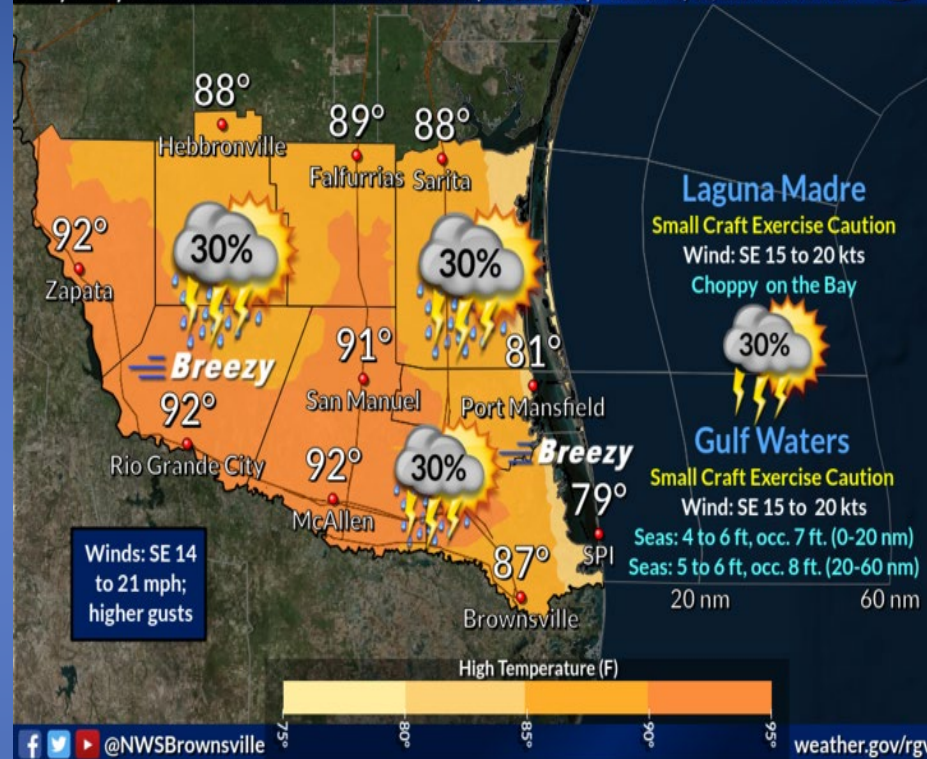 88°
Hebbronville
89°
Falfurrias
88°
Sarita
92°
Zapata
30%
30%
Breezy
91°
San Manuel
81°
Port Mansfield
92°
Rio Grande City
92°
McAllen
30%
Breezy
79°
SPI
87°
Brownsville
Winds: SE 14
to 21 mph;
higher gusts
Laguna Madre
Small Craft Exercise Caution
Wind: SE 15 to 20 kts
Choppy on the Bay
30%
Gulf Waters
Small Craft Exercise Caution
Wind: SE 15 to 20 kts
Seas: 4 to 6 ft, occ. 7 ft. (0-20 nm)
Seas: 5 to 6 ft, occ. 8 ft. (20-60 nm)
20 nm
60 nm
High Temperature (F)
75°
80°
85°
90°
95°
@NWSBrownsville
weather.gov/rgv